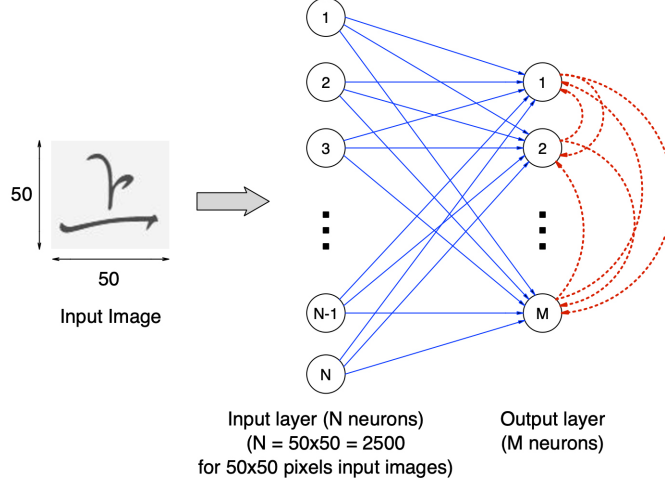 1
2
3
N-1
N
1
2
M
50
50
Input Image
Input layer (N neurons)
(N = 50x50 = 2500
for 50x50 pixels input images)
Output layer
(M neurons)